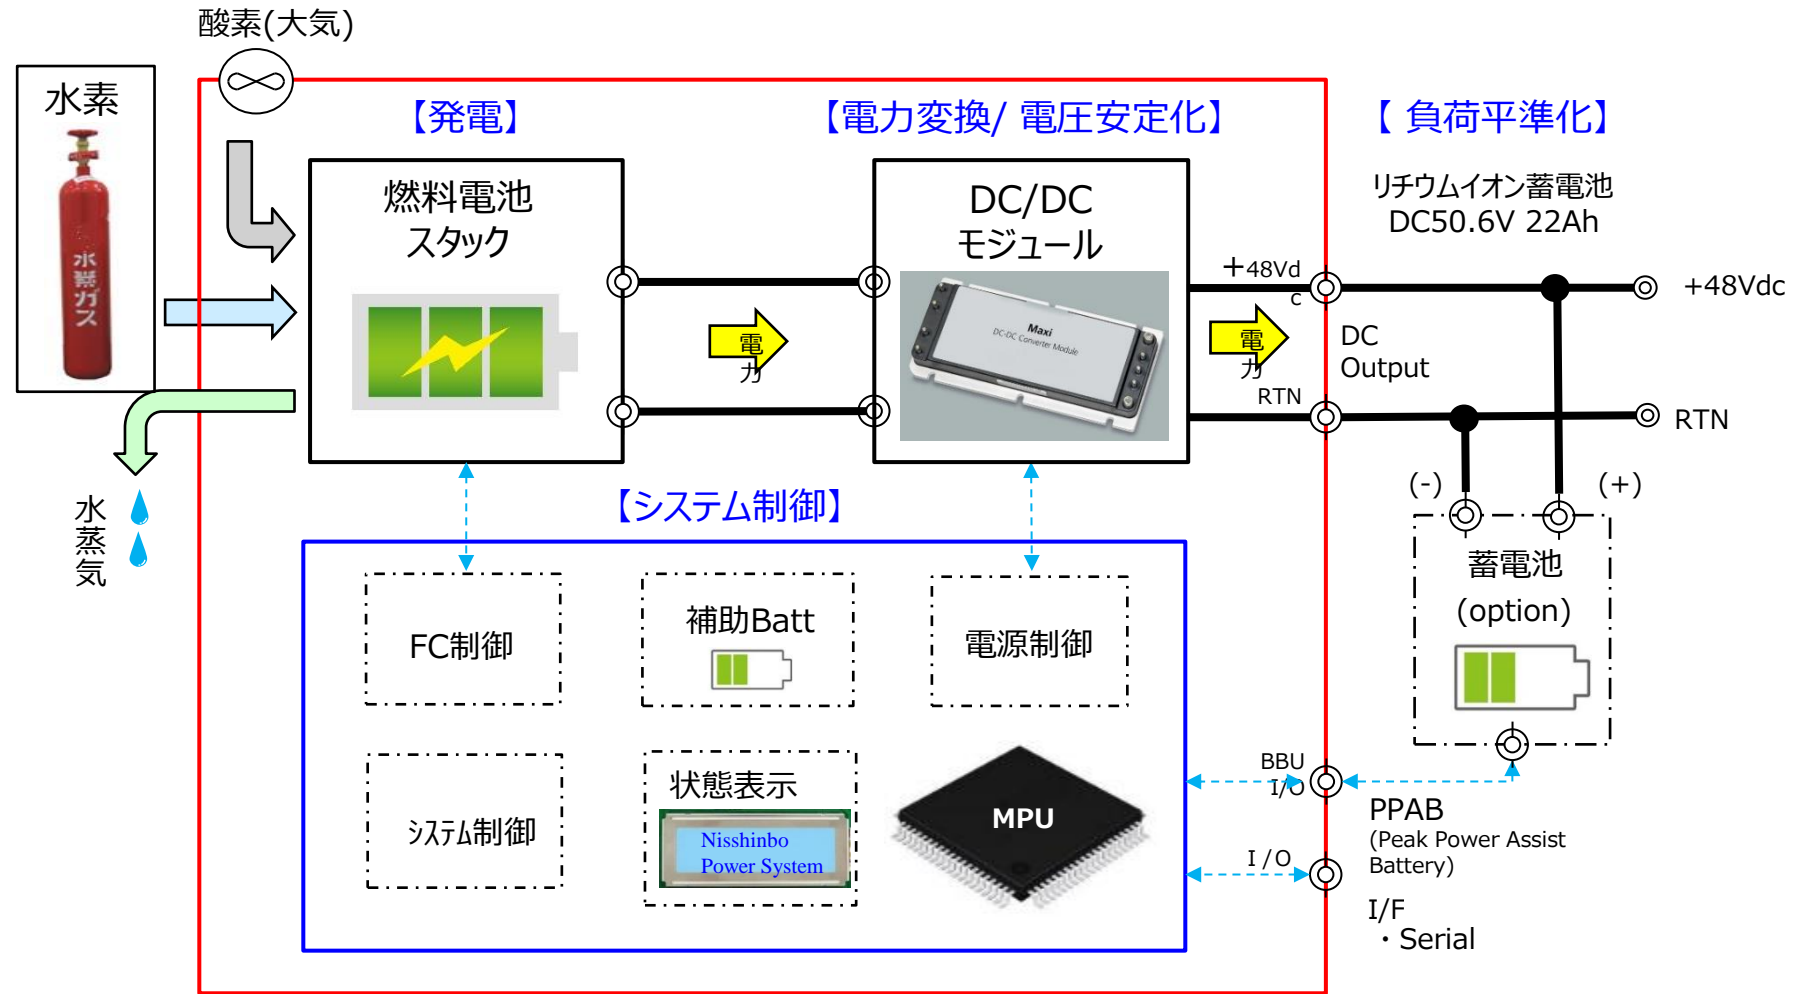 酸素(大気)
水素
水素ガス
【発電】
【電力変換/ 電圧安定化】
【 負荷平準化】
燃料電池
スタック
DC/DC
モジュール
Maxi
DC-DC Converter Module
リチウムイオン蓄電池
DC50.6V 22Ah
電
力
+48Vd
c
電
力
RTN
DC
Output
+48Vdc
RTN
水蒸気
【システム制御】
(-)
(+)
蓄電池
(option)
FC制御
補助Batt
電源制御
システム制御
状態表示
Nisshinbo
Power System
MPU
BBU
I/O
I/O
PPAB
(Peak Power Assist
Battery)
I/F
・Serial